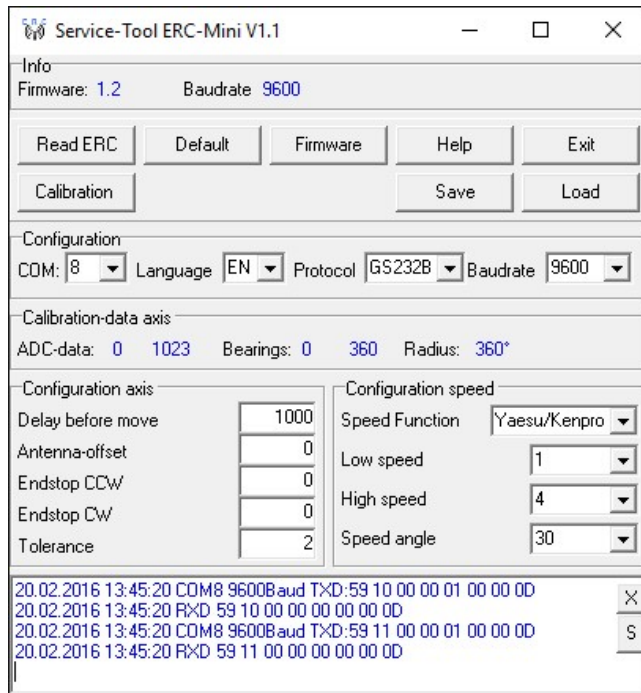 Service-Tool ERC-Mini V1.1
Info
Firmware: 1.2 Baudrate 9600
Read ERC Default Firmware Help Exit
Calibration Save Load
Configuration
COM: 8 Language EN Protocol GS232B Baudrate 9600
Calibration-data axis
ADC-data: 0 1023 Bearings: 0 360 Radius: 360°
Configuration axis
Delay before move 1000
Antenna-offset 0
Endstop CCW 0
Endstop CW 0
Tolerance 2
Configuration speed
Speed Function Yaesu/Kenpro
Low speed 1
High speed 4
Speed angle 30
20.02.2016 13:45:20 COM8 9600Baud TXD:59 10 00 00 01 00 00 0D
20.02.2016 13:45:20 RXD 59 10 00 00 00 00 00 0D
20.02.2016 13:45:20 COM8 9600Baud TXD:59 11 00 00 01 00 00 0D
20.02.2016 13:45:20 RXD 59 11 00 00 00 00 00 0D
X
S